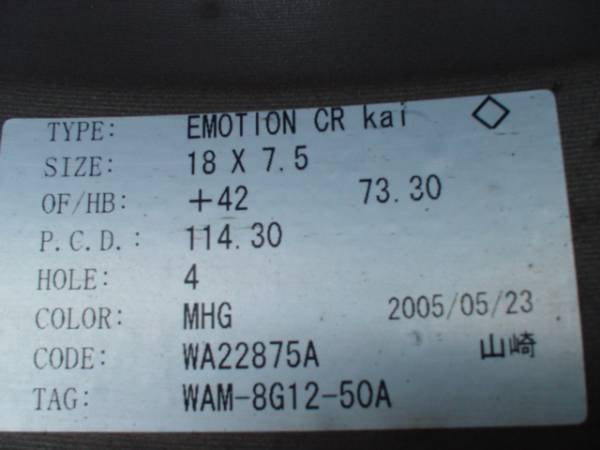 TYPE: EMOTION CR kai ◇
SIZE: 18 X 7.5
OF/HB: +42 73.30
P.C.D.: 114.30
HOLE: 4
COLOR: MHG 2005/05/23
CODE: WA22875A 山崎
TAG: WAM-8G12-50A